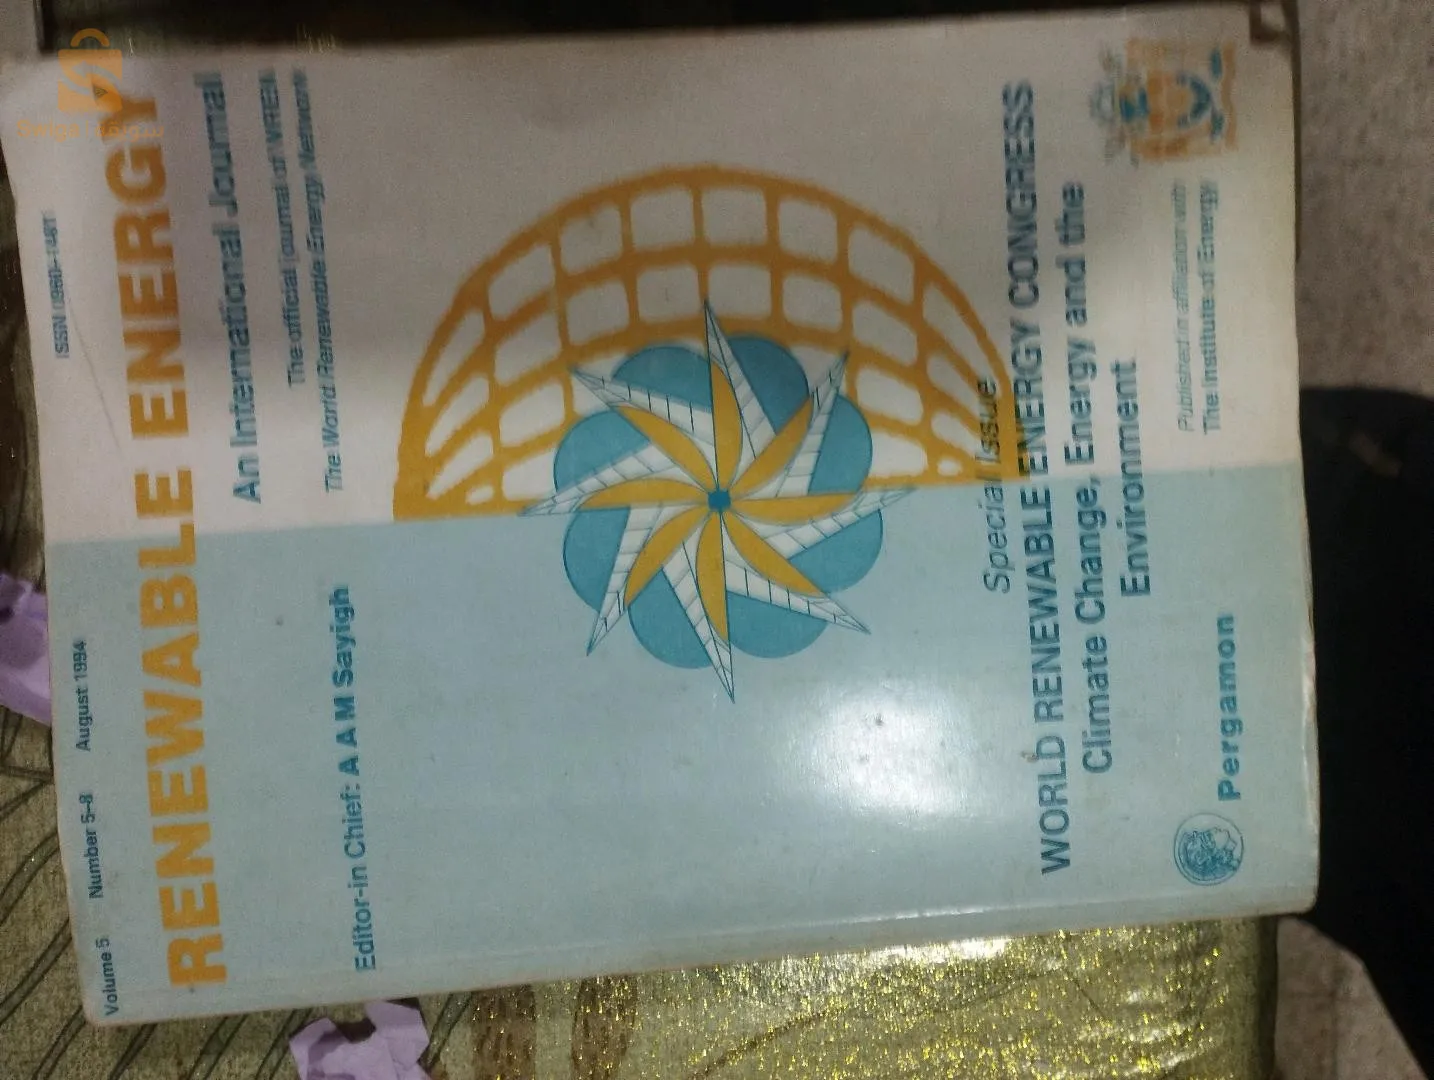 Volume 5 Number 5–8 August 1994 ISSN 0960–1481
RENEWABLE ENERGY
An International Journal
The official journal of WREN
The World Renewable Energy Network
Editor-in Chief: A A M Sayigh
Special Issue
WORLD RENEWABLE ENERGY CONGRESS
Climate Change, Energy and the
Environment
Pergamon
Published in affiliation with
The Institute of Energy
سوقة